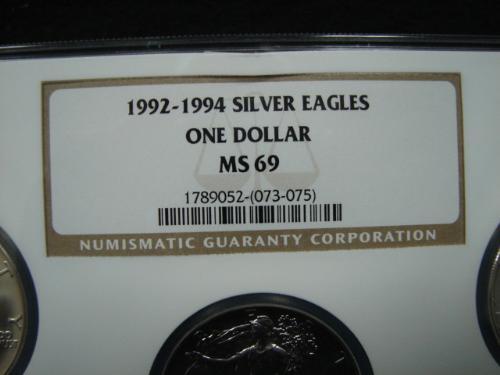 1992-1994 SILVER EAGLES
ONE DOLLAR
MS 69
1789052-(073-075)
NUMISMATIC GUARANTY CORPORATION